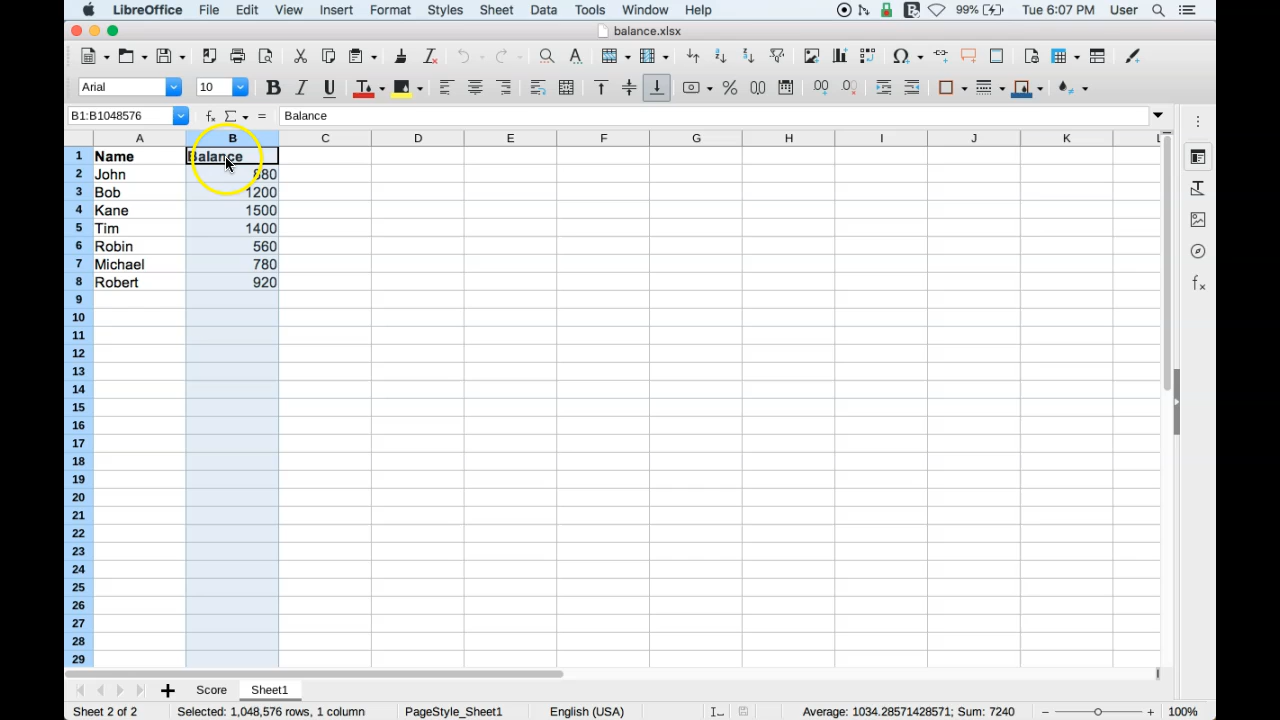 LibreOffice File Edit View Insert Format Styles Sheet Data Tools Window Help 99% Tue 6:07 PM User
balance.xlsx
Arial 10
B1:B1048576 Balance
A B C D E F G H I J K L
1 Name Balance
2 John
3 Bob 1200
4 Kane 1500
5 Tim 1400
6 Robin 560
7 Michael 780
8 Robert 920
9
10
11
12
13
14
15
16
17
18
19
20
21
22
23
24
25
26
27
28
29
Score Sheet1
Sheet 2 of 2 Selected: 1,048,576 rows, 1 column PageStyle_Sheet1 English (USA) Average: 1034.28571428571; Sum: 7240 100%